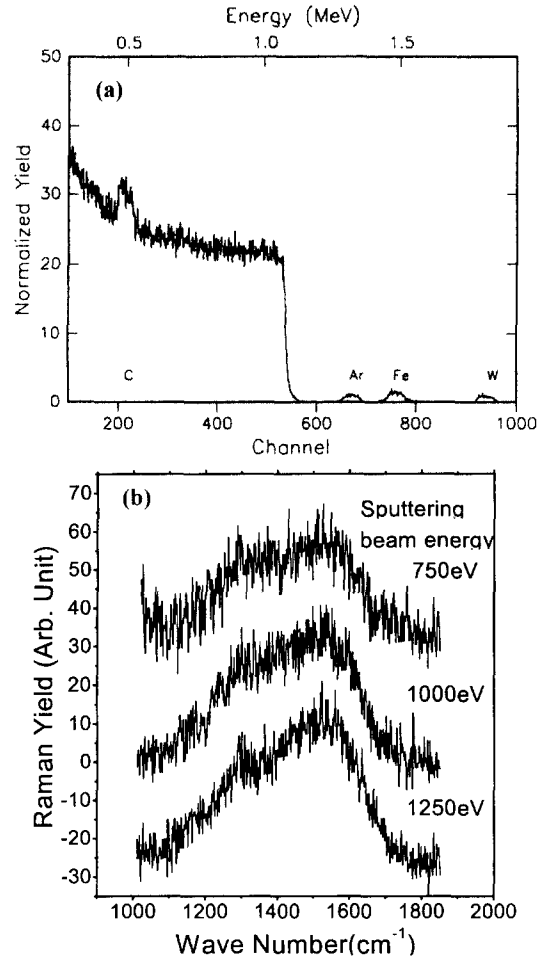 Energy (MeV)
0.5 1.0 1.5
(a)
50
40
30
20
10
0
Normalized Yield
C Ar Fe W
200 400 600 800 1000
Channel
(b)
70
60
50
40
30
20
10
0
-10
-20
-30
Raman Yield (Arb. Unit)
Sputtering
beam energy
750eV
1000eV
1250eV
1000 1200 1400 1600 1800 2000
Wave Number(cm⁻¹)